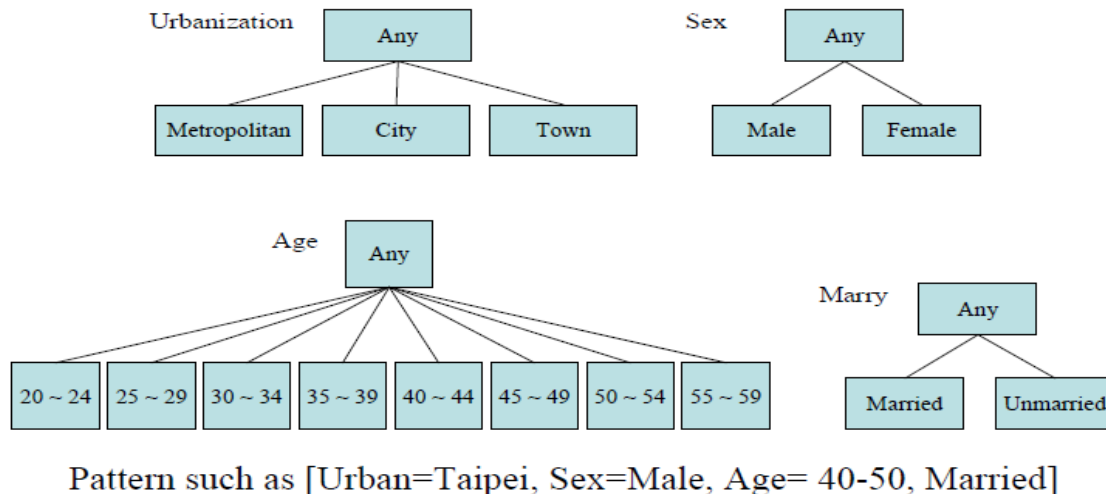 Urbanization
Any
Sex
Any
Metropolitan
City
Town
Male
Female
Age
Any
Marry
Any
20 ~ 24
25 ~ 29
30 ~ 34
35 ~ 39
40 ~ 44
45 ~ 49
50 ~ 54
55 ~ 59
Married
Unmarried
Pattern such as [Urban=Taipei, Sex=Male, Age= 40-50, Married]